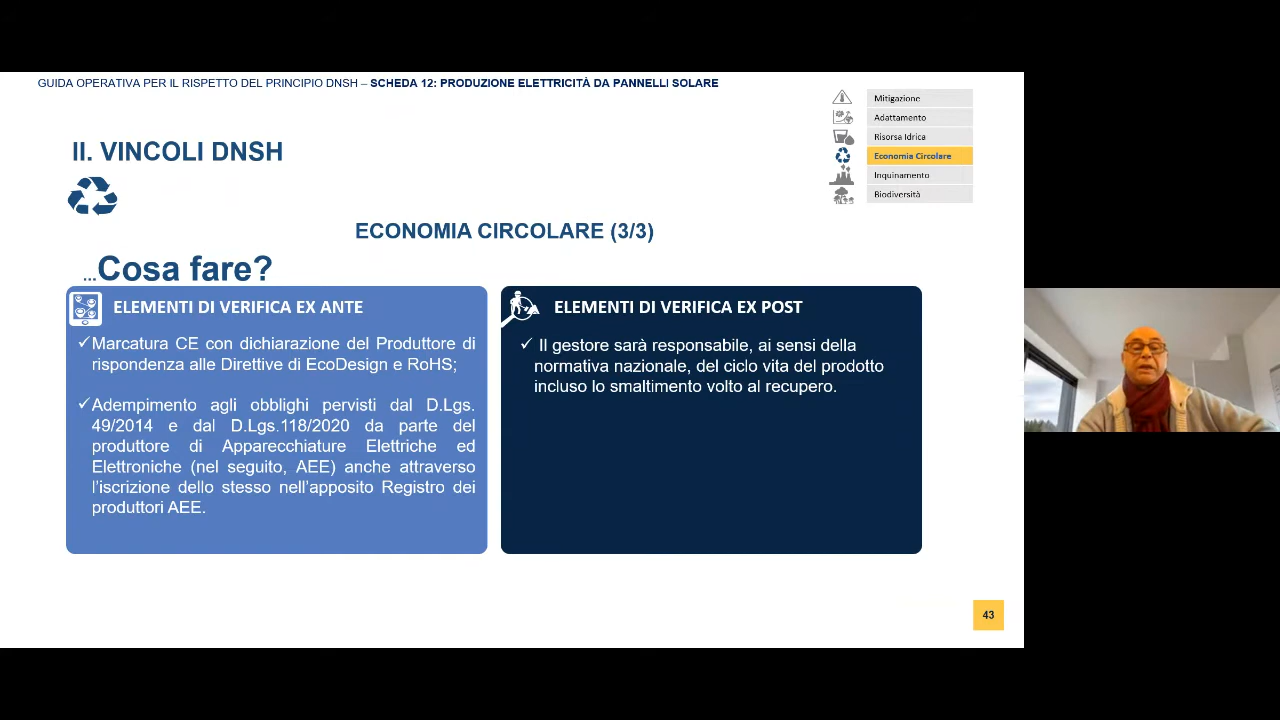 GUIDA OPERATIVA PER IL RISPETTO DEL PRINCIPIO DNSH – SCHEDA 12: PRODUZIONE ELETTRICITÀ DA PANNELLI SOLARE
Mitigazione
Adattamento
Risorsa Idrica
Economia Circolare
Inquinamento
Biodiversità
II. VINCOLI DNSH
ECONOMIA CIRCOLARE (3/3)
...Cosa fare?
ELEMENTI DI VERIFICA EX ANTE
✓Marcatura CE con dichiarazione del Produttore di
rispondenza alle Direttive di EcoDesign e RoHS;
✓Adempimento agli obblighi pervisti dal D.Lgs.
49/2014 e dal D.Lgs.118/2020 da parte del
produttore di Apparecchiature Elettriche ed
Elettroniche (nel seguito, AEE) anche attraverso
l'iscrizione dello stesso nell'apposito Registro dei
produttori AEE.
ELEMENTI DI VERIFICA EX POST
✓ Il gestore sarà responsabile, ai sensi della
normativa nazionale, del ciclo vita del prodotto
incluso lo smaltimento volto al recupero.
43